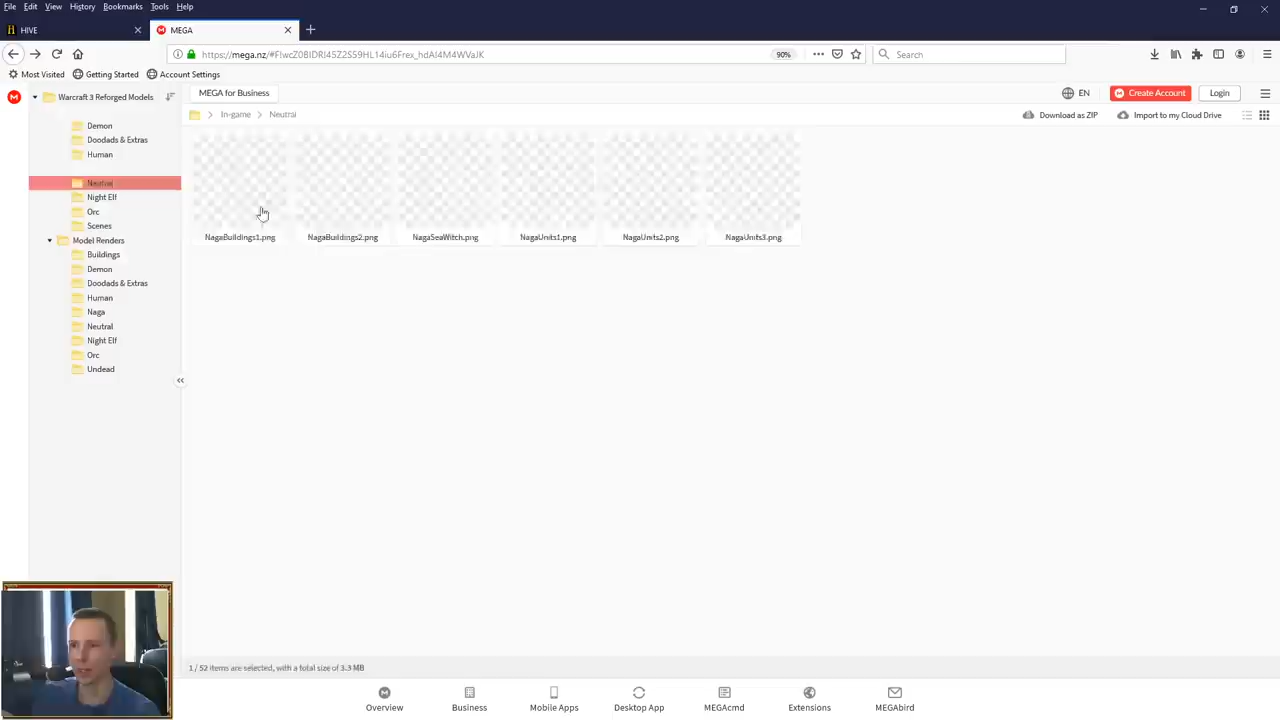 File Edit View History Bookmarks Tools Help
HIVE
MEGA
https://mega.nz/#F!wcZ08IDRI45Z2S59HL14iu6Frex_hdAI4M4WVaJK
90%
Search
Most Visited Getting Started Account Settings
Warcraft 3 Reforged Models
MEGA for Business
EN
Create Account
Login
In-game > Neutral
Download as ZIP
Import to my Cloud Drive
Demon
Doodads & Extras
Human
Neutral
Night Elf
Orc
Scenes
Model Renders
Buildings
Demon
Doodads & Extras
Human
Naga
Neutral
Night Elf
Orc
Undead
NagaBuildings1.png
NagaBuildings2.png
NagaSeaWitch.png
NagaUnits1.png
NagaUnits2.png
NagaUnits3.png
1 / 52 items are selected, with a total size of 3.3 MB
Overview
Business
Mobile Apps
Desktop App
MEGAcmd
Extensions
MEGAbird